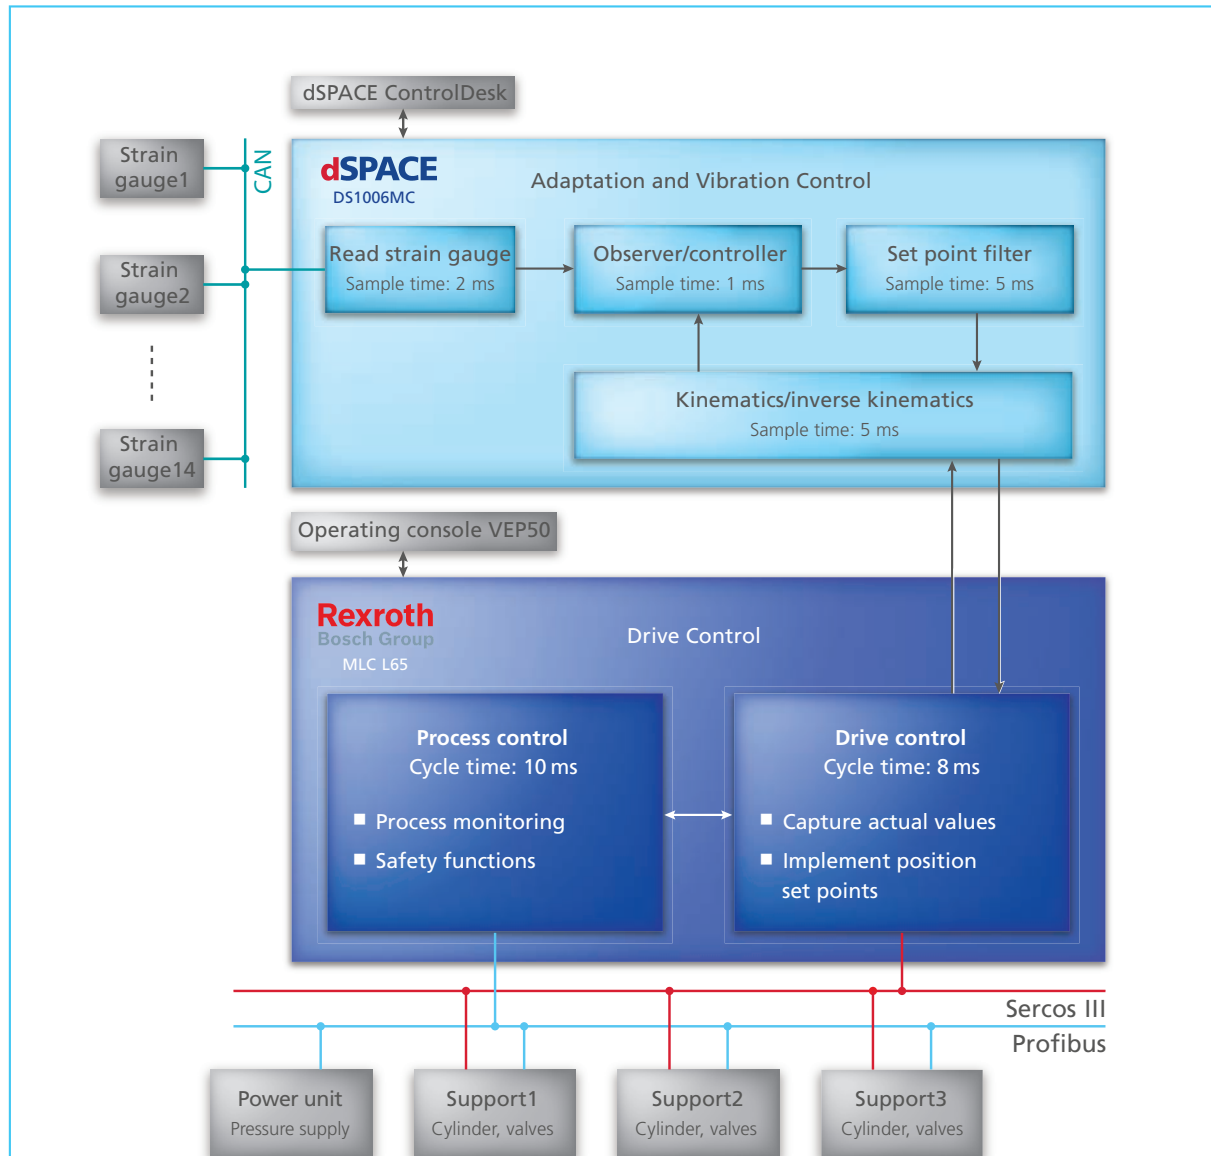 dSPACE ControlDesk
Strain
gauge1
CAN
dSPACE
DS1006MC
Adaptation and Vibration Control
Read strain gauge
Sample time: 2 ms
Observer/controller
Sample time: 1 ms
Set point filter
Sample time: 5 ms
Strain
gauge2
Kinematics/inverse kinematics
Sample time: 5 ms
Strain
gauge14
Operating console VEP50
Rexroth
Bosch Group
MLC L65
Drive Control
Process control
Cycle time: 10 ms
Process monitoring
Safety functions
Drive control
Cycle time: 8 ms
Capture actual values
Implement position
set points
Sercos III
Profibus
Power unit
Pressure supply
Support1
Cylinder, valves
Support2
Cylinder, valves
Support3
Cylinder, valves